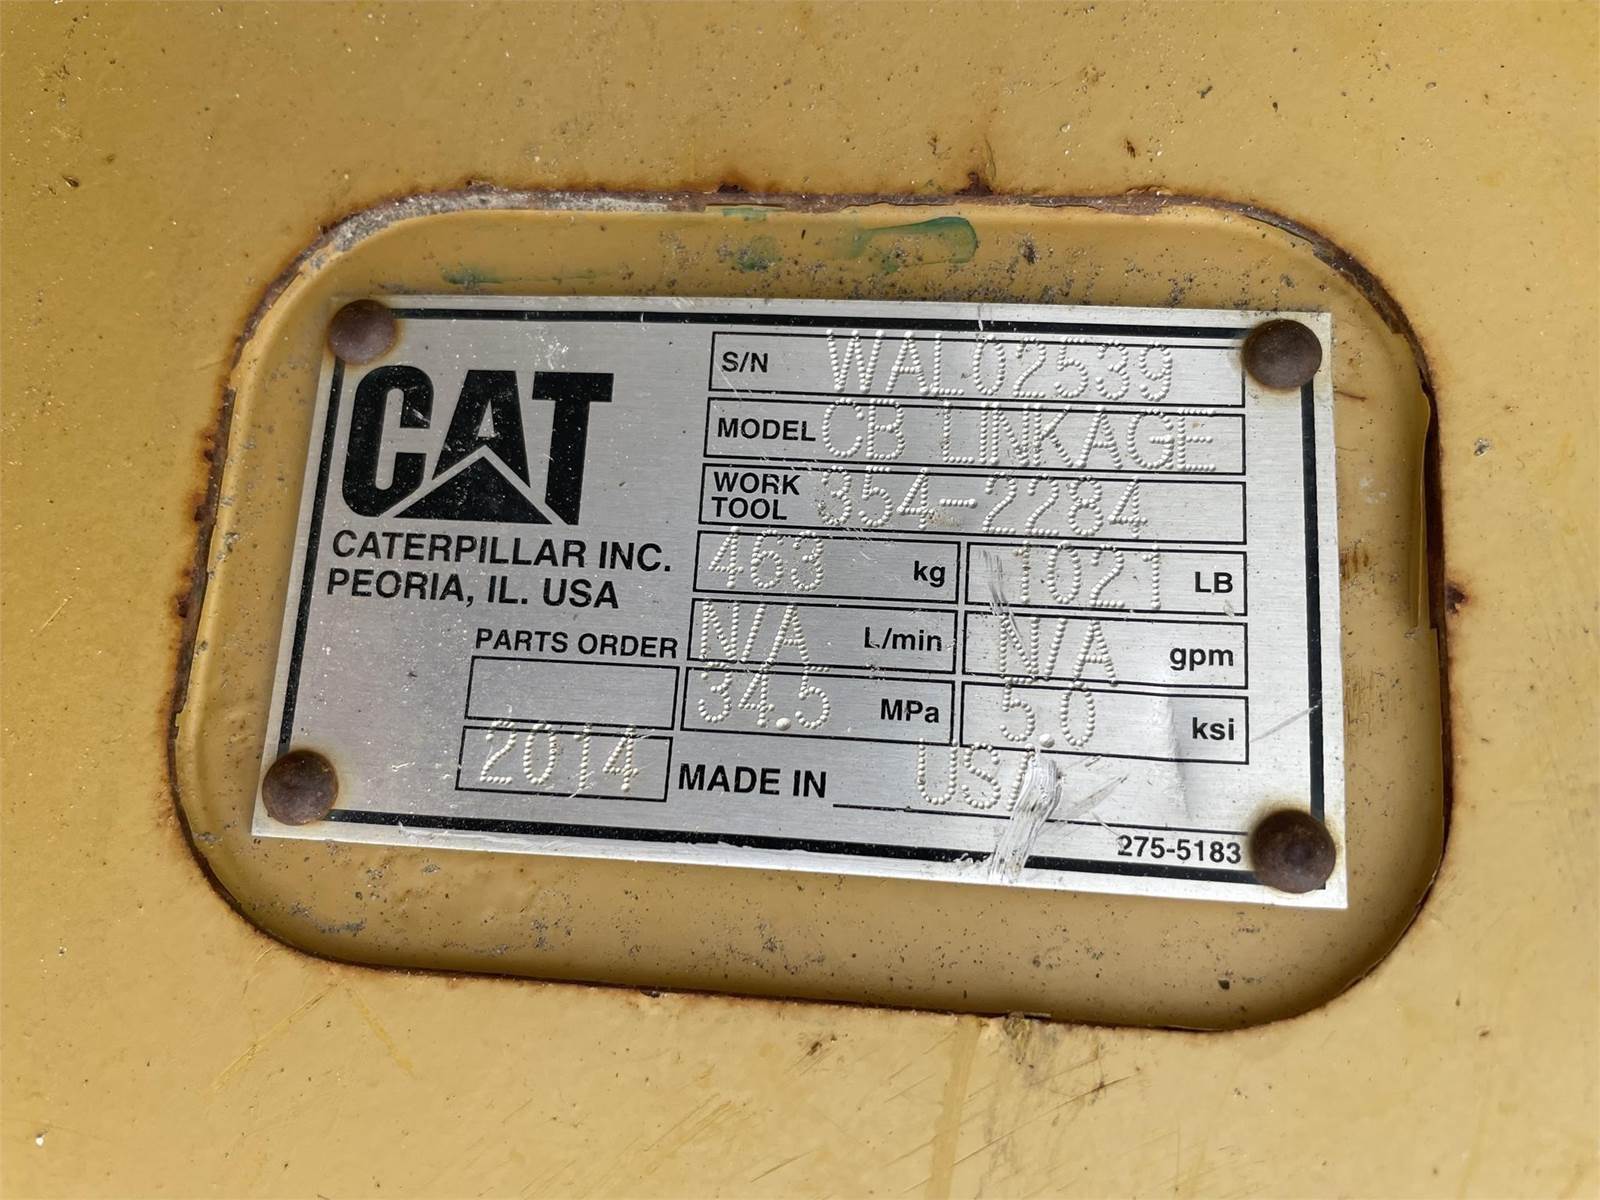 CAT
CATERPILLAR INC.
PEORIA, IL. USA
S/N WAL02539
MODEL CB LINKAGE
WORK TOOL 354-2284
463 kg 1021 LB
N/A L/min N/A gpm
34.5 MPa 5.0 ksi
PARTS ORDER
2014 MADE IN USA
275-5183